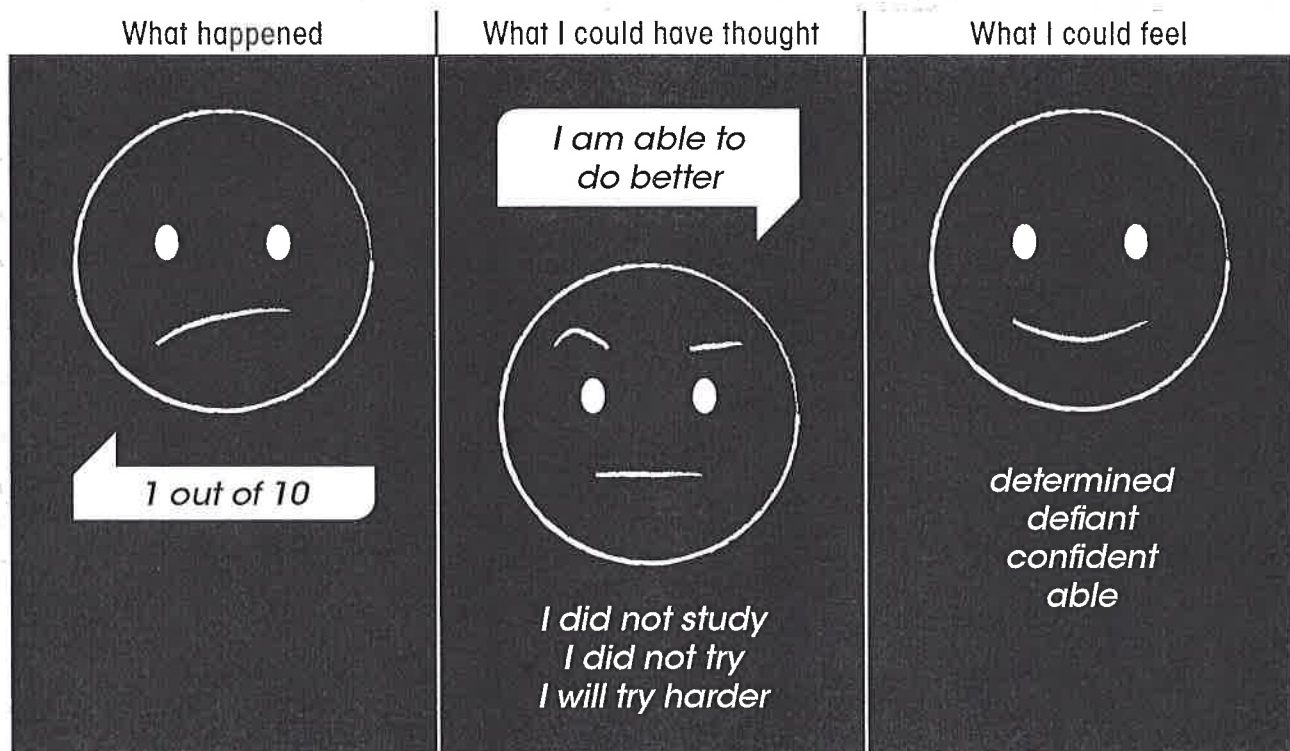 What happened
What I could have thought
What I could feel
1 out of 10
I am able to
do better
I did not study
I did not try
I will try harder
determined
defiant
confident
able